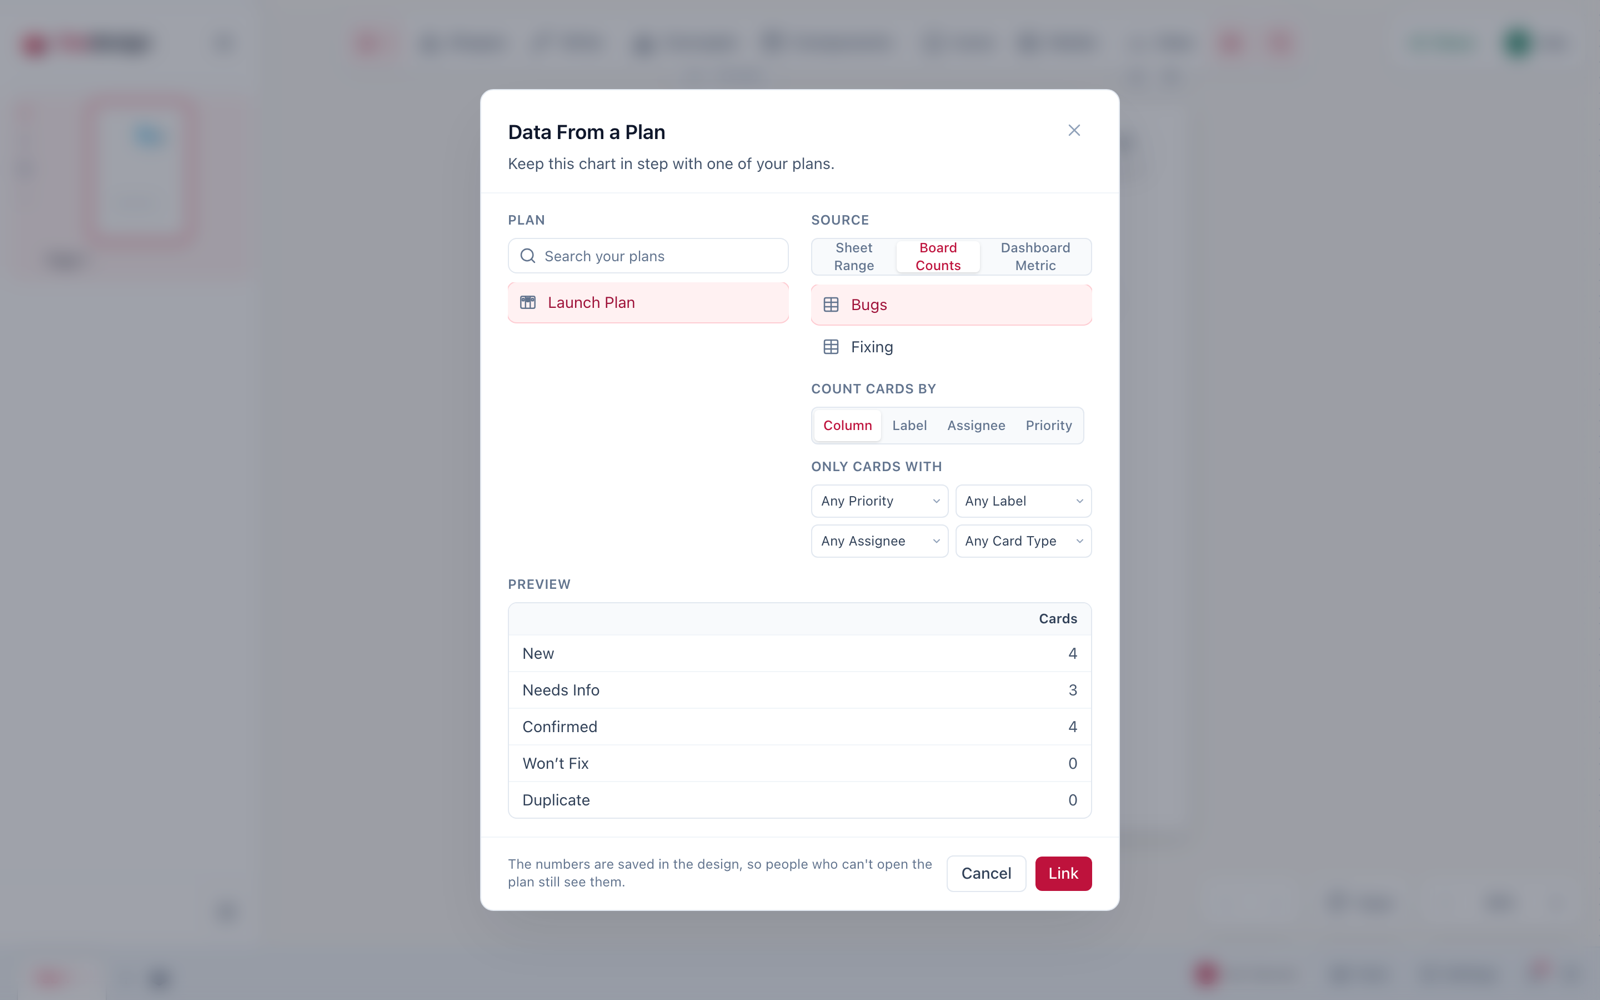 Data From a Plan
Keep this chart in step with one of your plans.
PLAN
Search your plans
Launch Plan
SOURCE
Sheet Range
Board Counts
Dashboard Metric
Bugs
Fixing
COUNT CARDS BY
Column Label Assignee Priority
ONLY CARDS WITH
Any Priority Any Label
Any Assignee Any Card Type
PREVIEW
Cards
New 4
Needs Info 3
Confirmed 4
Won’t Fix 0
Duplicate 0
The numbers are saved in the design, so people who can't open the
plan still see them.
Cancel Link